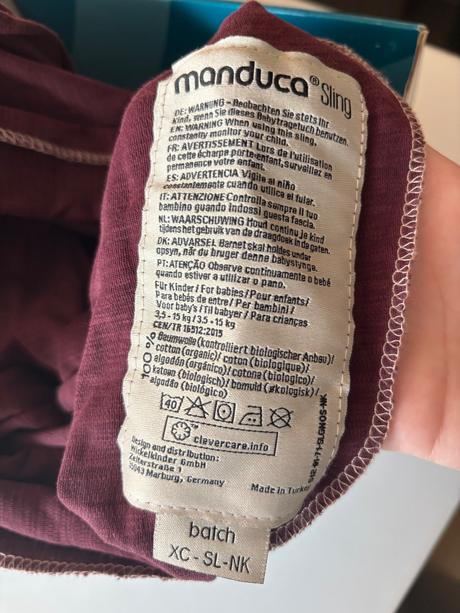 manduca® Sling
DE: WARNUNG - Beobachten Sie stets Ihr
Kind, wenn Sie dieses Babytragetuch benutzen.
EN: WARNING When using this sling,
constantly monitor your child.
FR: AVERTISSEMENT Lors de l'utilisation
de cette écharpe porte-enfant, surveillez en
permanence votre enfant.
ES: ADVERTENCIA Vigile al niño
constantemente cuando utilice el fular.
IT: ATTENZIONE Controlla sempre il tuo
bambino quando indossi questa fascia.
NL: WAARSCHUWING Houd continu je kind
tijdens het gebruik van de draagdoek in de gaten.
DK: ADVARSEL Barnet skal holdes under
opsyn, når du bruger denne babyslynge.
PT: ATENÇÃO Observe continuamente o bebé
quando estiver a utilizar o pano.
Für Kinder / For babies / Pour enfants /
Para bebés de entre / Per bambini /
Voor baby's / Til babyer / Para crianças
3,5 - 15 kg / 3.5 - 15 kg
CEN/TR 16512:2015
100 %
Baumwolle (kontrolliert biologischer Anbau) /
cotton (organic) / coton (biologique) /
algodón (orgánico) / cotone (biologico) /
katoen (biologisch) / bomuld (økologisk) /
algodão (biológico)
40
clevercare.info
Design and distribution:
Wickelkinder GmbH
Zeiterstraße 1
35043 Marburg, Germany
Made in Turkey
batch
XC - SL-NK